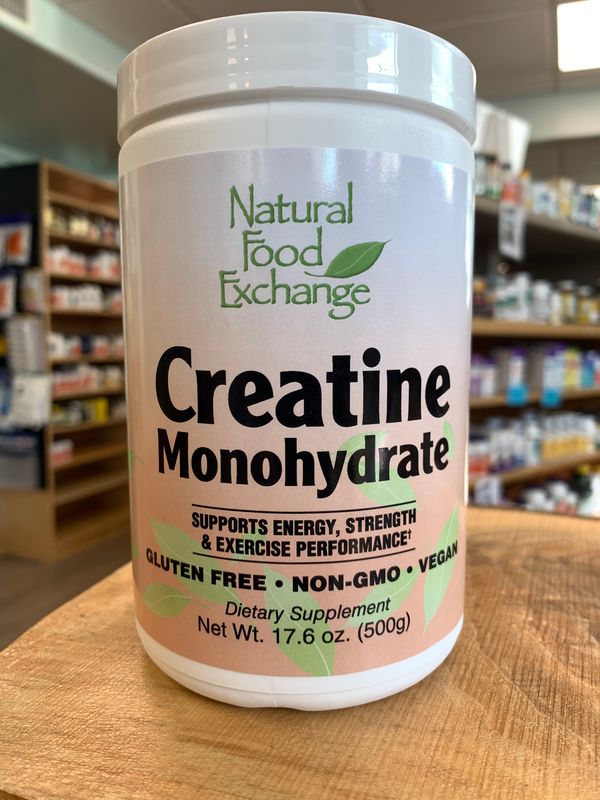 Natural
Food
Exchange
Creatine
Monohydrate
SUPPORTS ENERGY, STRENGTH
& EXERCISE PERFORMANCE†
GLUTEN FREE • NON-GMO • VEGAN
Dietary Supplement
Net Wt. 17.6 oz. (500g)